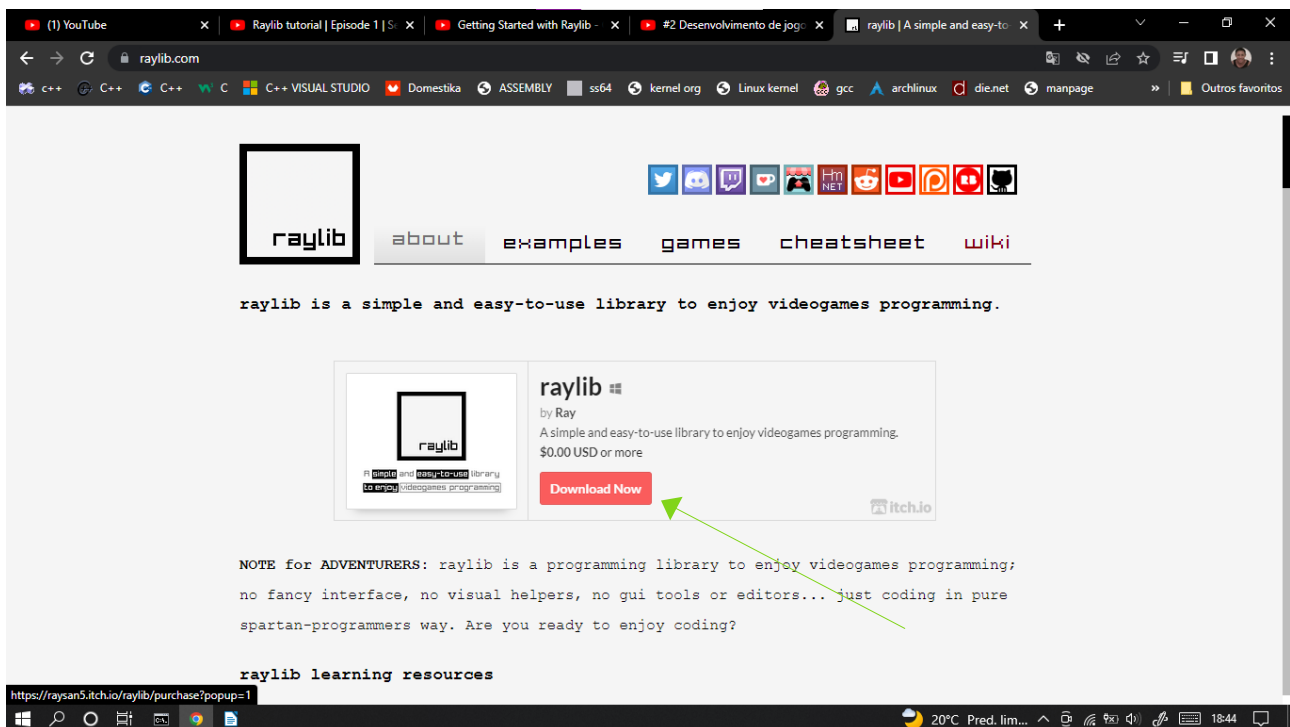 (1) YouTube
Raylib tutorial | Episode 1 | Se
Getting Started with Raylib -
#2 Desenvolvimento de jogo
raylib | A simple and easy-to-
raylib.com
c++
C++
C++
C
C++ VISUAL STUDIO
Domestika
ASSEMBLY
ss64
kernel org
Linux kernel
gcc
archlinux
die.net
manpage
»
Outros favoritos
Hm
NET
raylib
about
examples
games
cheatsheet
wiki
raylib is a simple and easy-to-use library to enjoy videogames programming.
raylib
A simple and easy-to-use library
to enjoy videogames programming
raylib
by Ray
A simple and easy-to-use library to enjoy videogames programming.
$0.00 USD or more
Download Now
itch.io
NOTE for ADVENTURERS: raylib is a programming library to enjoy videogames programming;
no fancy interface, no visual helpers, no gui tools or editors... just coding in pure
spartan-programmers way. Are you ready to enjoy coding?
raylib learning resources
https://raysan5.itch.io/raylib/purchase?popup=1
20°C Pred. lim...
18:44